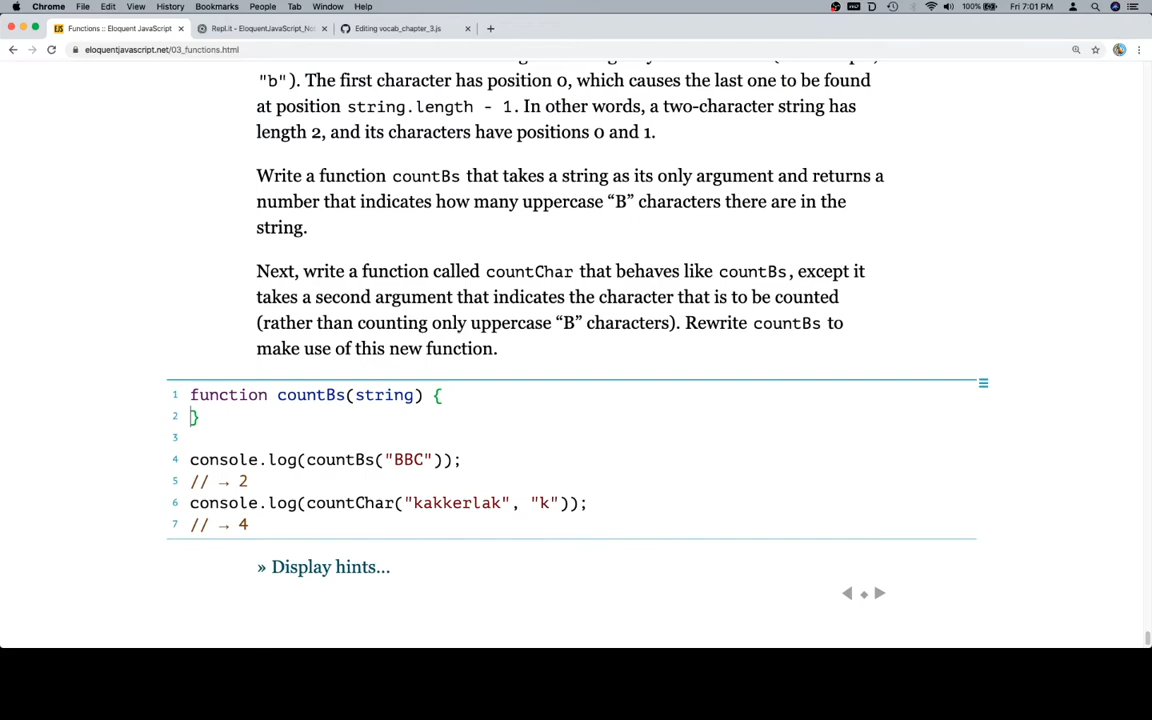 Chrome File Edit View History Bookmarks People Tab Window Help 100% Fri 7:01 PM
Functions :: Eloquent JavaScript × Repl.it - EloquentJavaScript_No × Editing vocab_chapter_3.js × +
eloquentjavascript.net/03_functions.html
"b"). The first character has position 0, which causes the last one to be found
at position string.length - 1. In other words, a two-character string has
length 2, and its characters have positions 0 and 1.
Write a function countBs that takes a string as its only argument and returns a
number that indicates how many uppercase “B” characters there are in the
string.
Next, write a function called countChar that behaves like countBs, except it
takes a second argument that indicates the character that is to be counted
(rather than counting only uppercase “B” characters). Rewrite countBs to
make use of this new function.
1 function countBs(string) {
2 }
3
4 console.log(countBs("BBC"));
5 // → 2
6 console.log(countChar("kakkerlak", "k"));
7 // → 4
» Display hints...